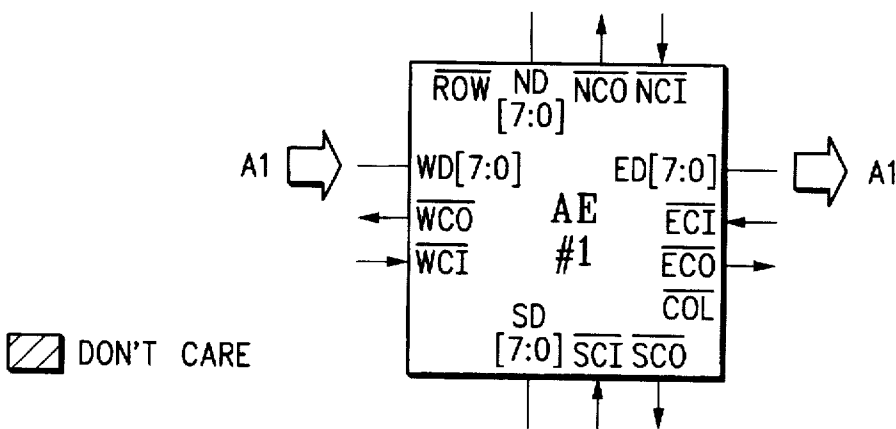 ROW ND NCO NCI
[7:0]
A1 WD[7:0] ED[7:0] A1
WCO AE ECI
WCI #1 ECO
COL
SD
[7:0] SCI SCO
DON'T CARE